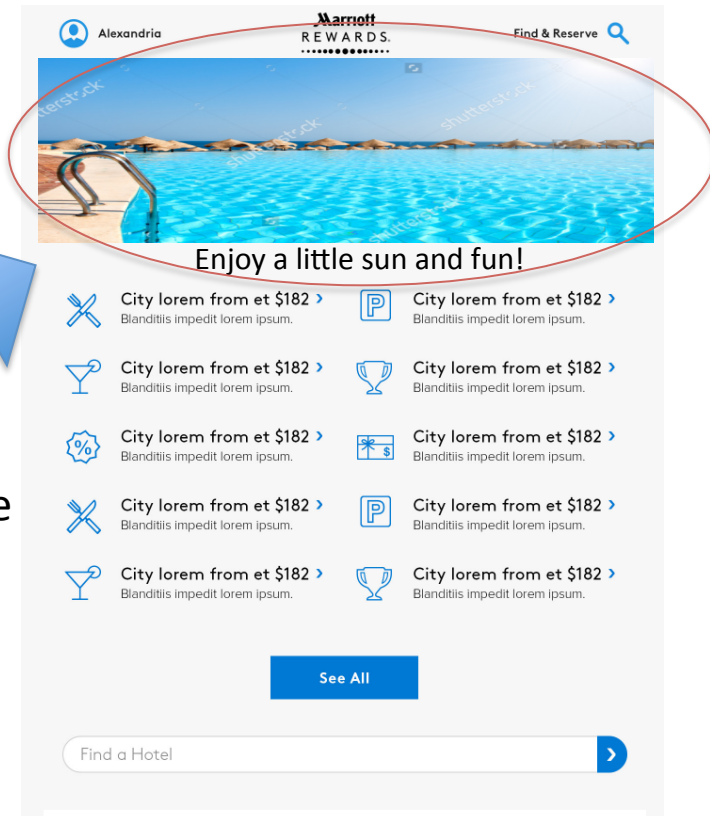 Alexandria
Marriott
REWARDS.
Find & Reserve
shutterstock
shutterstock
shutterstock
shutterstock
Enjoy a little sun and fun!
City lorem from et $182 >
Blanditiis impedit lorem ipsum.
City lorem from et $182 >
Blanditiis impedit lorem ipsum.
City lorem from et $182 >
Blanditiis impedit lorem ipsum.
City lorem from et $182 >
Blanditiis impedit lorem ipsum.
%
City lorem from et $182 >
Blanditiis impedit lorem ipsum.
$
City lorem from et $182 >
Blanditiis impedit lorem ipsum.
e
City lorem from et $182 >
Blanditiis impedit lorem ipsum.
P
City lorem from et $182 >
Blanditiis impedit lorem ipsum.
City lorem from et $182 >
Blanditiis impedit lorem ipsum.
City lorem from et $182 >
Blanditiis impedit lorem ipsum.
See All
Find a Hotel